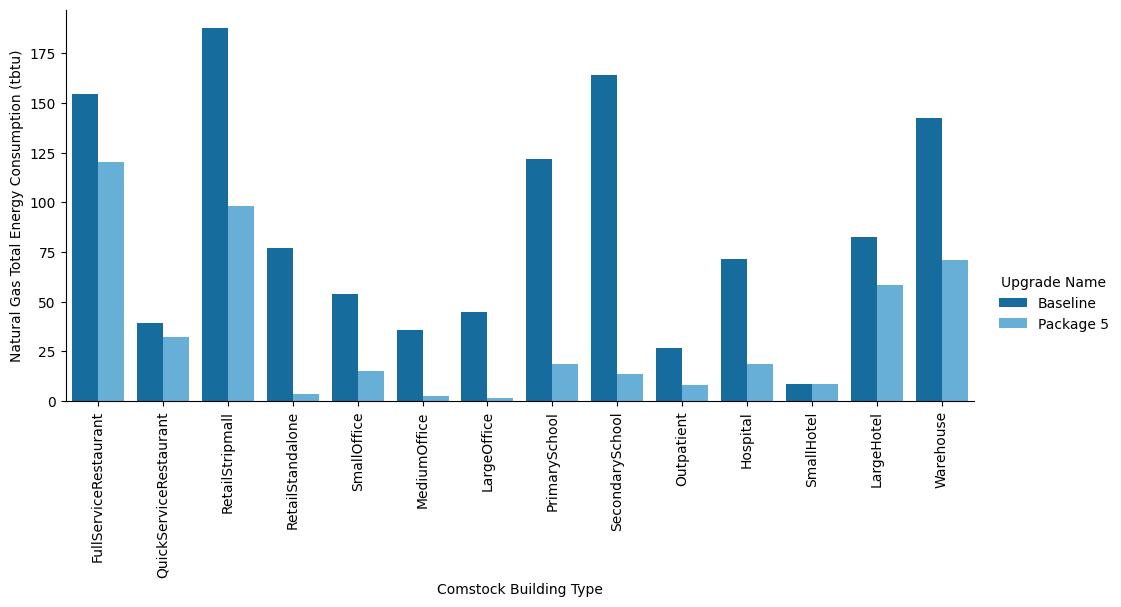 Natural Gas Total Energy Consumption (tbtu)
175
150
125
100
75
50
25
0
FullServiceRestaurant
QuickServiceRestaurant
RetailStripmall
RetailStandalone
SmallOffice
MediumOffice
LargeOffice
PrimarySchool
SecondarySchool
Outpatient
Hospital
SmallHotel
LargeHotel
Warehouse
Comstock Building Type
Upgrade Name
Baseline
Package 5